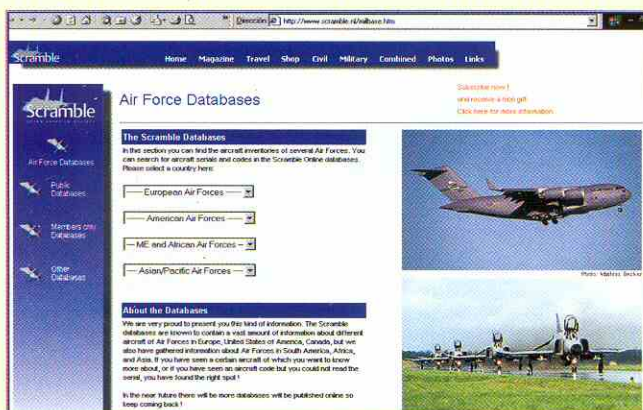 Dirección http://www.scramble.nl/milbase.htm
Scramble
Home Magazine Travel Shop Civil Military Combined Photos Links
Scramble
Air Force Databases
Public Databases
Members only Databases
Other Databases
Air Force Databases
Subscribe now !
and receive a
gift
Click here for more information
The Scramble Databases
In this section you can find the aircraft inventories of several Air Forces. You
can search for aircraft serials and codes in the Scramble Online databases.
Please select a country here:
---- European Air Forces ----
---- American Air Forces ----
-- ME and African Air Forces --
-- Asian/Pacific Air Forces --
Photo:
About the Databases
We are very proud to present you this kind of information. The Scramble
databases are known to contain a vast amount of information about different
aircraft of Air Forces in Europe, United States of America, Canada, but we
also have gathered information about Air Forces in South America, Africa,
and Asia. If you have seen a certain aircraft of which you want to know
more about, or if you have seen an aircraft code but you could not read the
serial, you have found the right spot !
In the near future there will be more databases will be published online so
keep coming back !